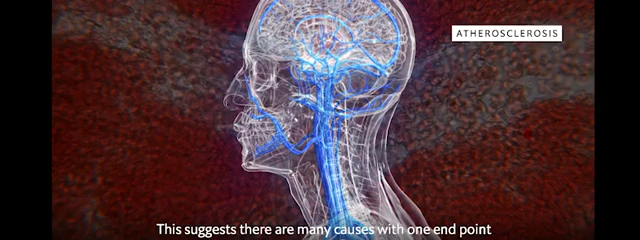 ATHEROSCLEROSIS
This suggests there are many causes with one end point